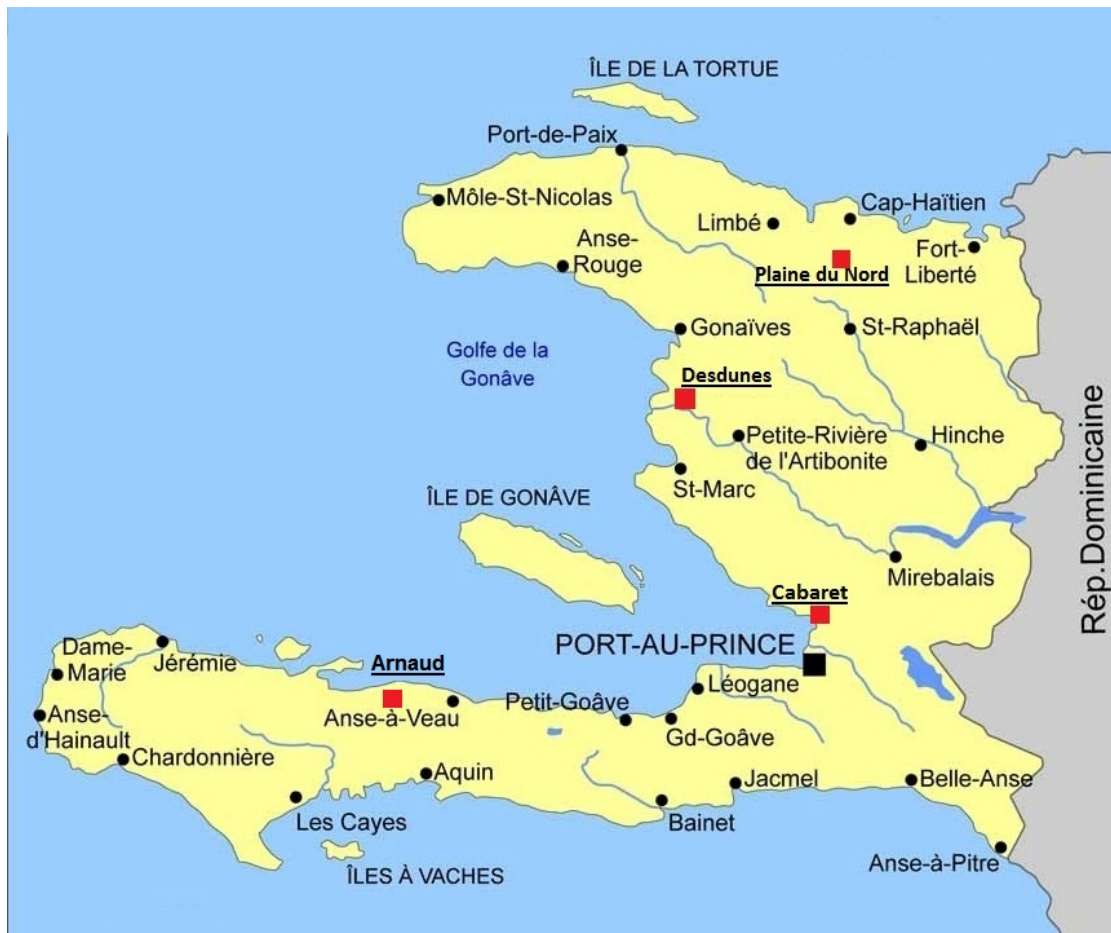 ÎLE DE LA TORTUE
Port-de-Paix
Môle-St-Nicolas
Limbé
Cap-Haïtien
Anse-
Rouge
Fort-
Liberté
Plaine du Nord
Gonaïves
St-Raphaël
Golfe de la
Gonâve
Desdunes
Petite-Rivière
de l'Artibonite
Hinche
St-Marc
ÎLE DE GONÂVE
Mirebalais
Rép.Dominicaine
Cabaret
PORT-AU-PRINCE
Dame-
Marie
Jérémie
Arnaud
Léogane
Anse-à-Veau
Petit-Goâve
Gd-Goâve
Anse-
d'Hainault
Chardonnière
Aquin
Jacmel
Belle-Anse
Les Cayes
Bainet
Anse-à-Pitre
ÎLES À VACHES